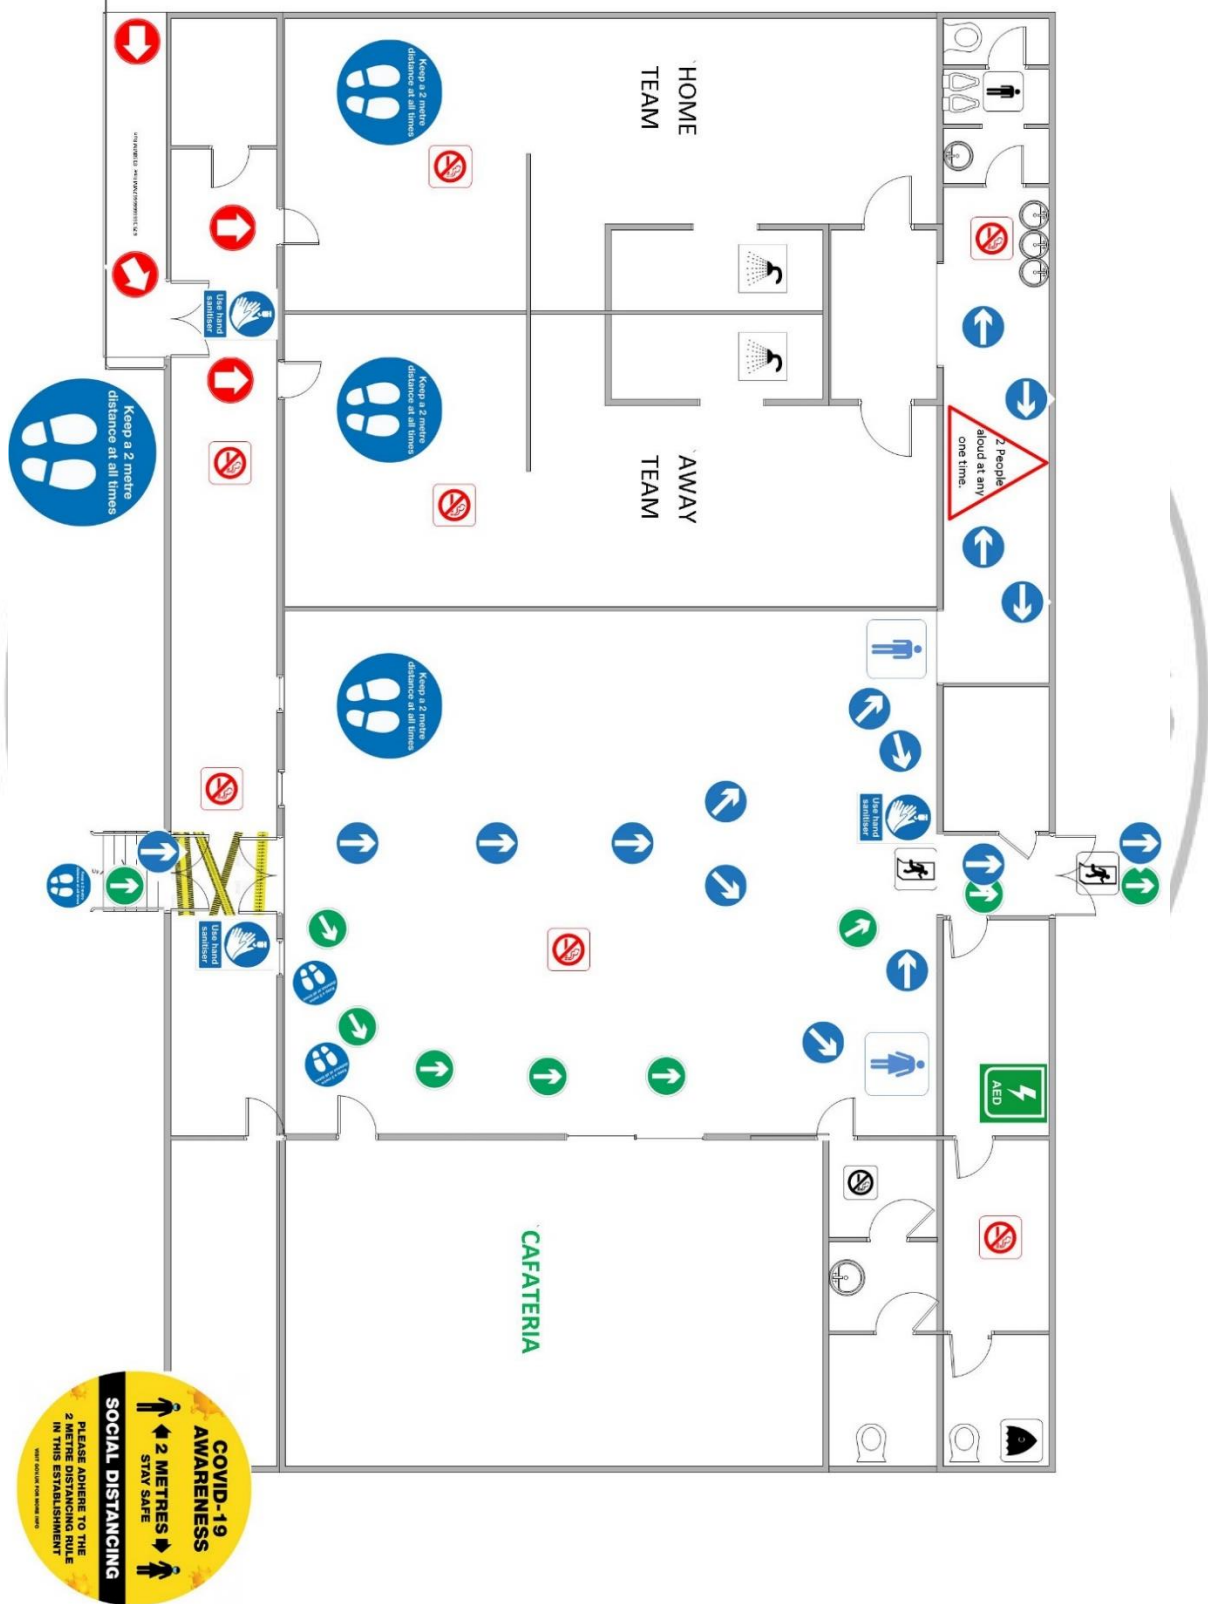 Keep a 2 metre
distance at all times
`HOME
TEAM
Use hand
sanitiser
Keep a 2 metre
distance at all times
Keep a 2 metre
distance at all times
`AWAY
TEAM
2 People
aloud at any
one time.
Keep a 2 metre
distance at all times
Use hand
sanitiser
Use hand
sanitiser
AED
`CAFATERIA
COVID-19
AWARENESS
2 METRES
STAY SAFE
SOCIAL DISTANCING
PLEASE ADHERE TO THE
2 METRE DISTANCING RULE
IN THIS ESTABLISHMENT